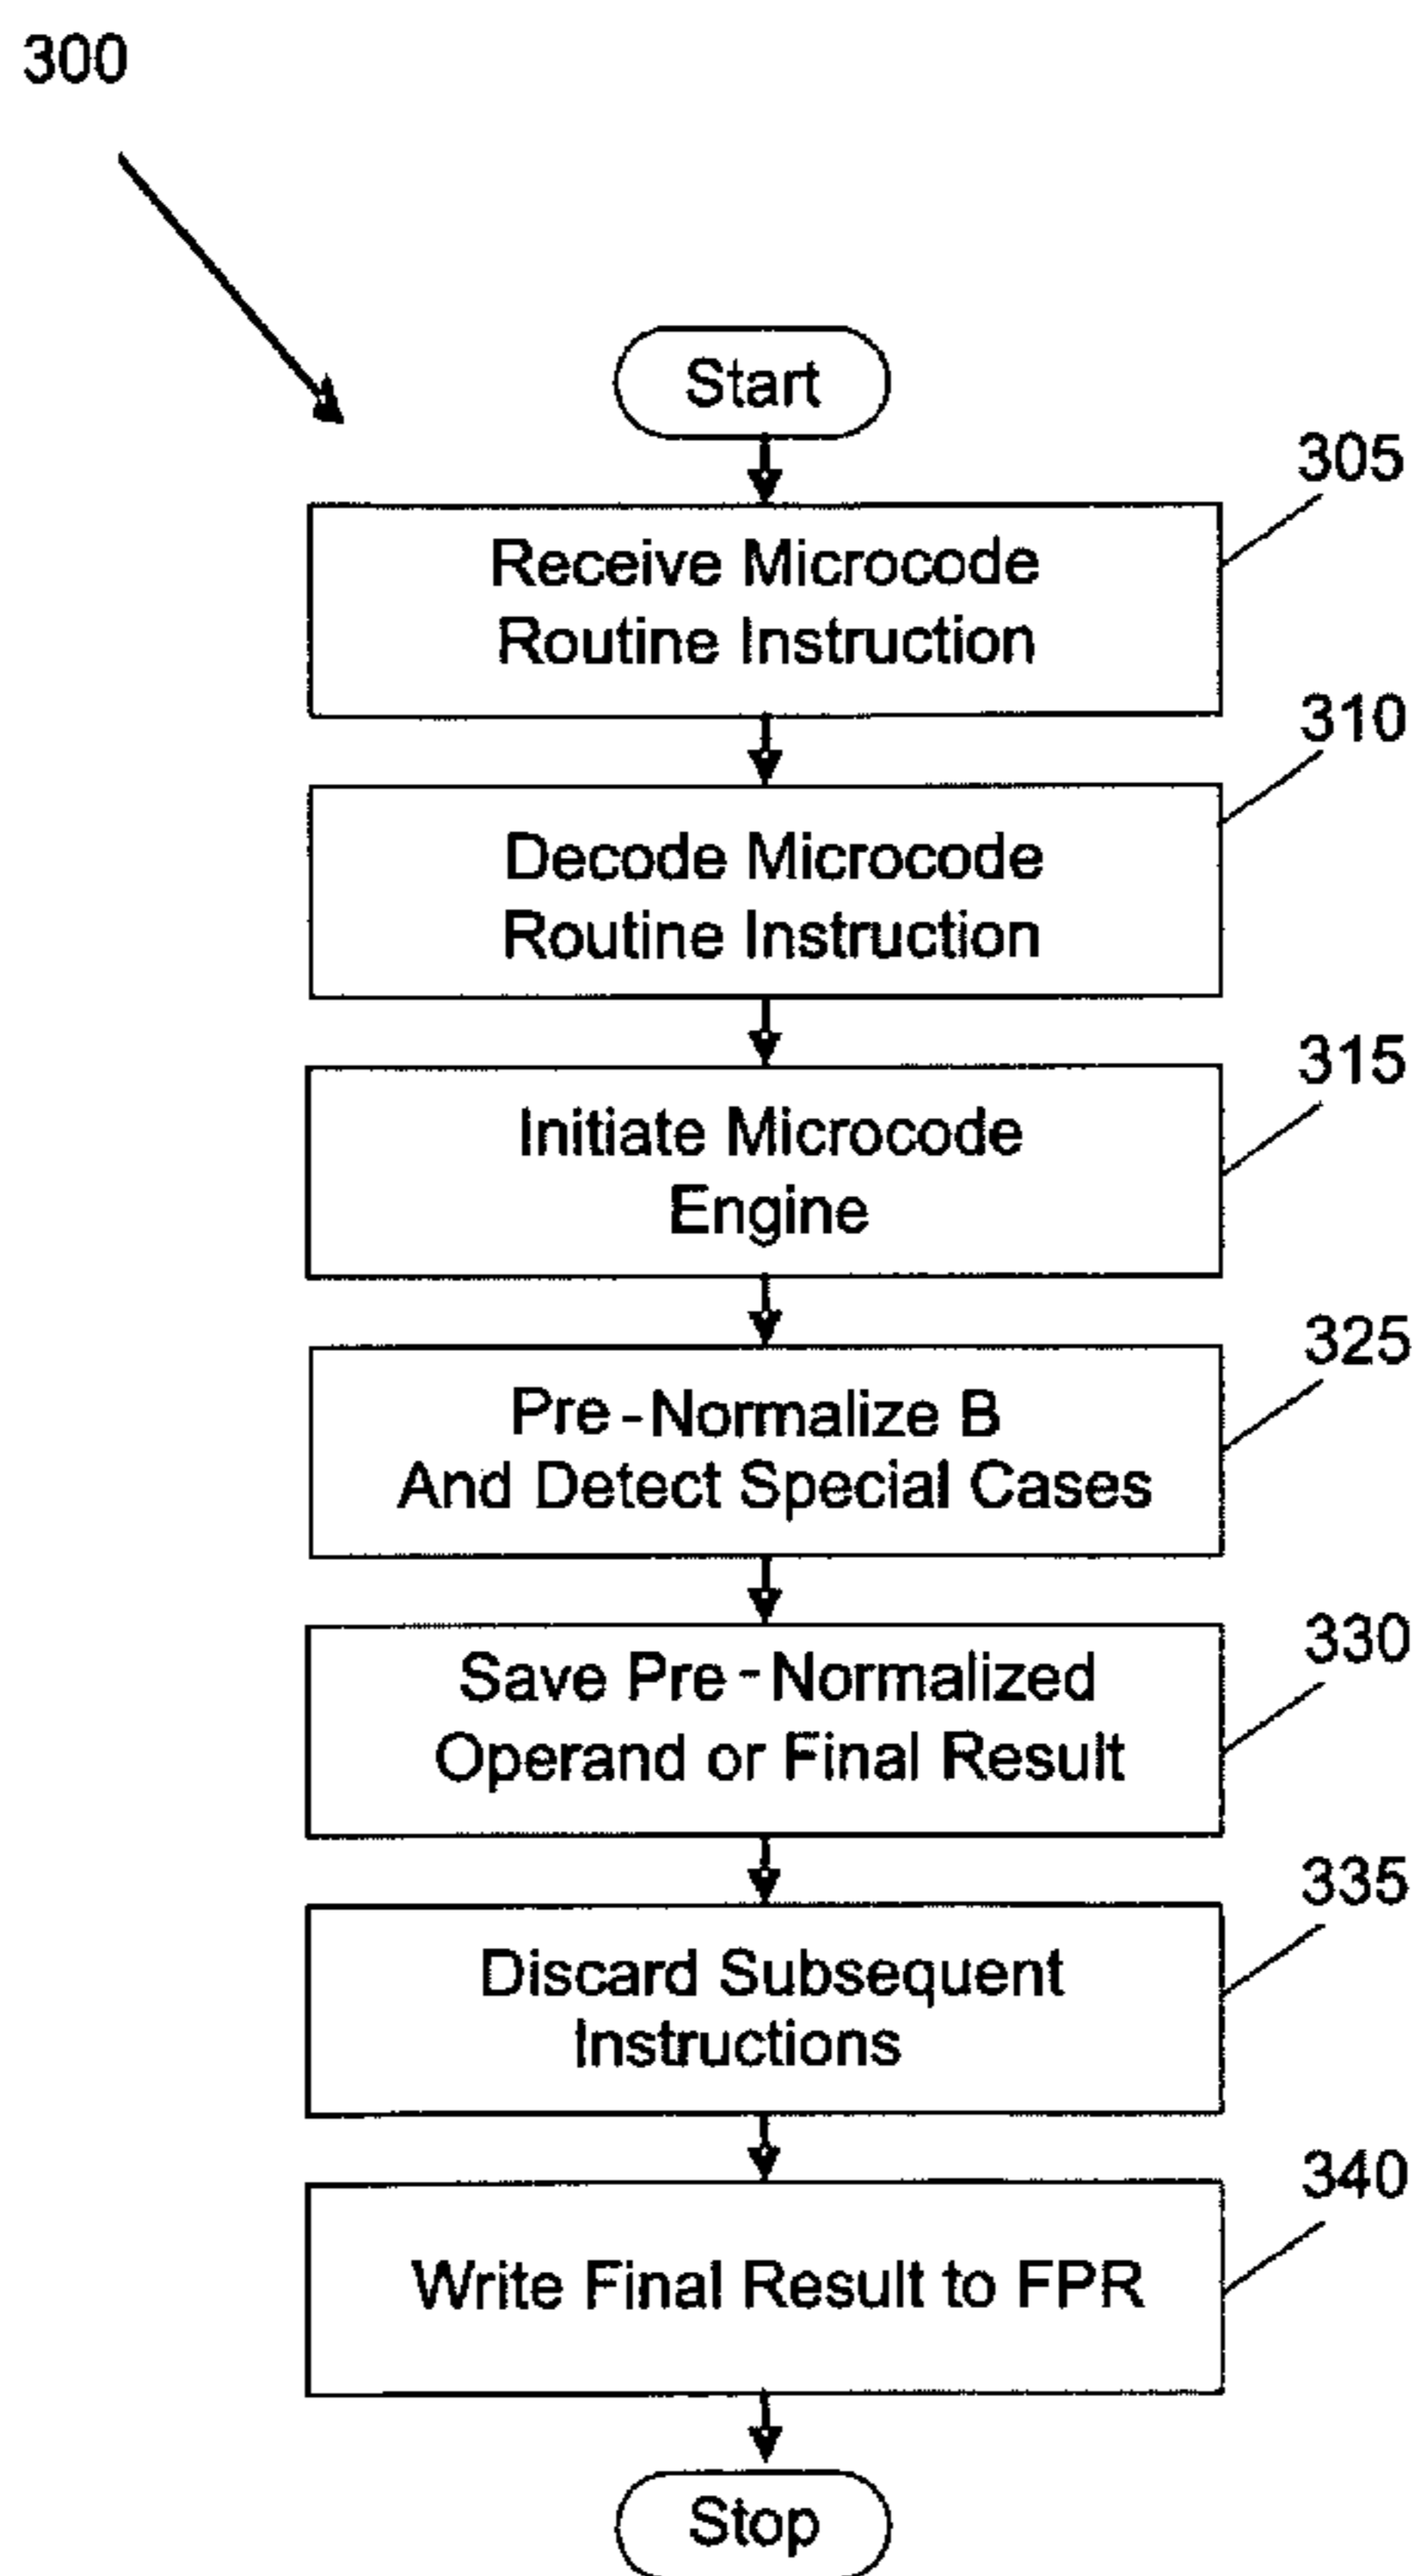 300
Start
305
Receive Microcode
Routine Instruction
310
Decode Microcode
Routine Instruction
315
Initiate Microcode
Engine
325
Pre-Normalize B
And Detect Special Cases
330
Save Pre-Normalized
Operand or Final Result
335
Discard Subsequent
Instructions
340
Write Final Result to FPR
Stop